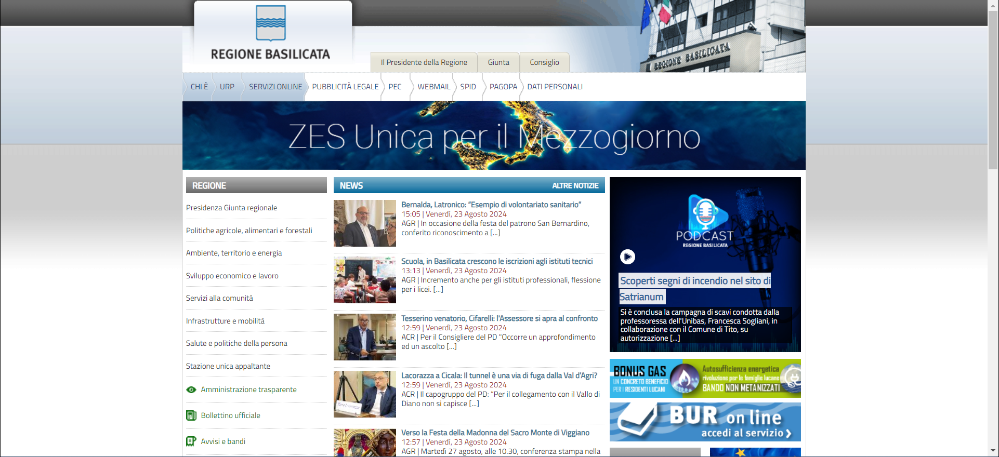 REGIONE BASILICATA
REGIONE BASILICATA
Il Presidente della Regione
Giunta
Consiglio
CHI È
URP
SERVIZI ONLINE
PUBBLICITÀ LEGALE
PEC
WEBMAIL
SPID
PAGOPA
DATI PERSONALI
ZES Unica per il Mezzogiorno
REGIONE
Presidenza Giunta regionale
Politiche agricole, alimentari e forestali
Ambiente, territorio e energia
Sviluppo economico e lavoro
Servizi alla comunità
Infrastrutture e mobilità
Salute e politiche della persona
Stazione unica appaltante
Amministrazione trasparente
Bollettino ufficiale
Avvisi e bandi
NEWS
ALTRE NOTIZIE
Bernalda, Latronico: “Esempio di volontariato sanitario”
15:05 | Venerdì, 23 Agosto 2024
AGR | In occasione della festa del patrono San Bernardino,
conferito riconoscimento a [...]
Scuola, in Basilicata crescono le iscrizioni agli istituti tecnici
13:13 | Venerdì, 23 Agosto 2024
AGR | Incremento anche per gli istituti professionali, flessione
per i licei. [...]
Tesserino venatorio, Cifarelli: l'Assessore si apra al confronto
12:59 | Venerdì, 23 Agosto 2024
ACR | Per il Consigliere del PD "Occorre un approfondimento
ed un ascolto [...]
Lacorazza a Cicala: Il tunnel è una via di fuga dalla Val d’Agri?
12:59 | Venerdì, 23 Agosto 2024
ACR | Il capogruppo del PD: “Per il collegamento con il Vallo di
Diano non si capisce [...]
Verso la Festa della Madonna del Sacro Monte di Viggiano
12:57 | Venerdì, 23 Agosto 2024
AGR | Martedì 27 agosto, alle 10.30, conferenza stampa nella
PODCAST
REGIONE BASILICATA
Scoperti segni di incendio nel sito di
Satrianum
Si è conclusa la campagna di scavi condotta dalla
professoressa dell'Unibas, Francesca Sogliani, in
collaborazione con il Comune di Tito, su
autorizzazione [...]
BONUS GAS
UN CONCRETO BENEFICIO
PER I RESIDENTI LUCANI
Autosufficienza energetica
rivoluzione per le famiglie lucane
BANDO NON METANIZZATI
BUR on line
accedi al servizio